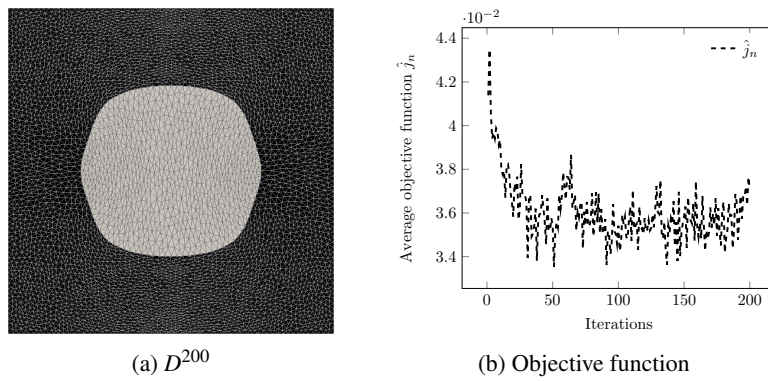 ·10⁻²
4.4
4.2
4
3.8
3.6
3.4
0 50 100 150 200
Average objective function ĵₙ
ĵₙ
Iterations
(a) D²⁰⁰
(b) Objective function